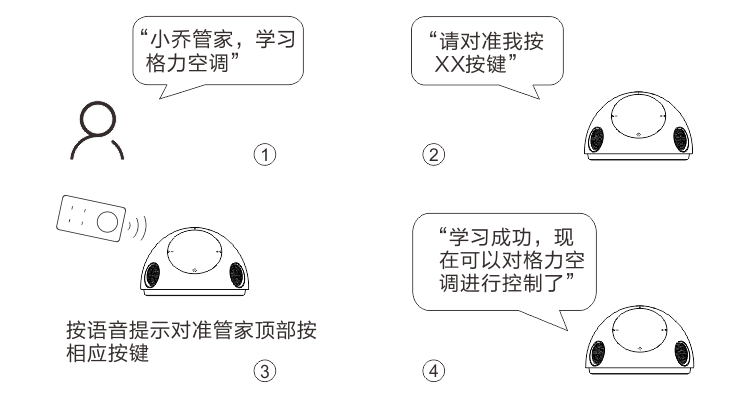 “小乔管家，学习
格力空调”
①
“请对准我按
XX按键”
②
按语音提示对准管家顶部按
相应按键
③
“学习成功，现
在可以对格力空
调进行控制了”
④